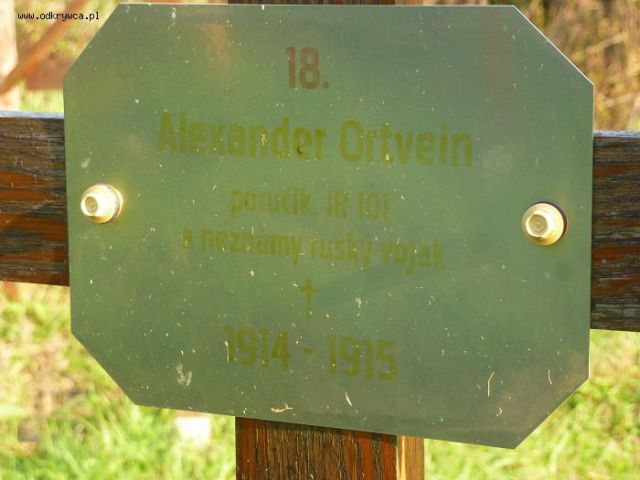 www.odkrywca.pl
18.
Alexander Ortvein
poručík, IR 101
a neznámy ruský vojak
†
1914 - 1915